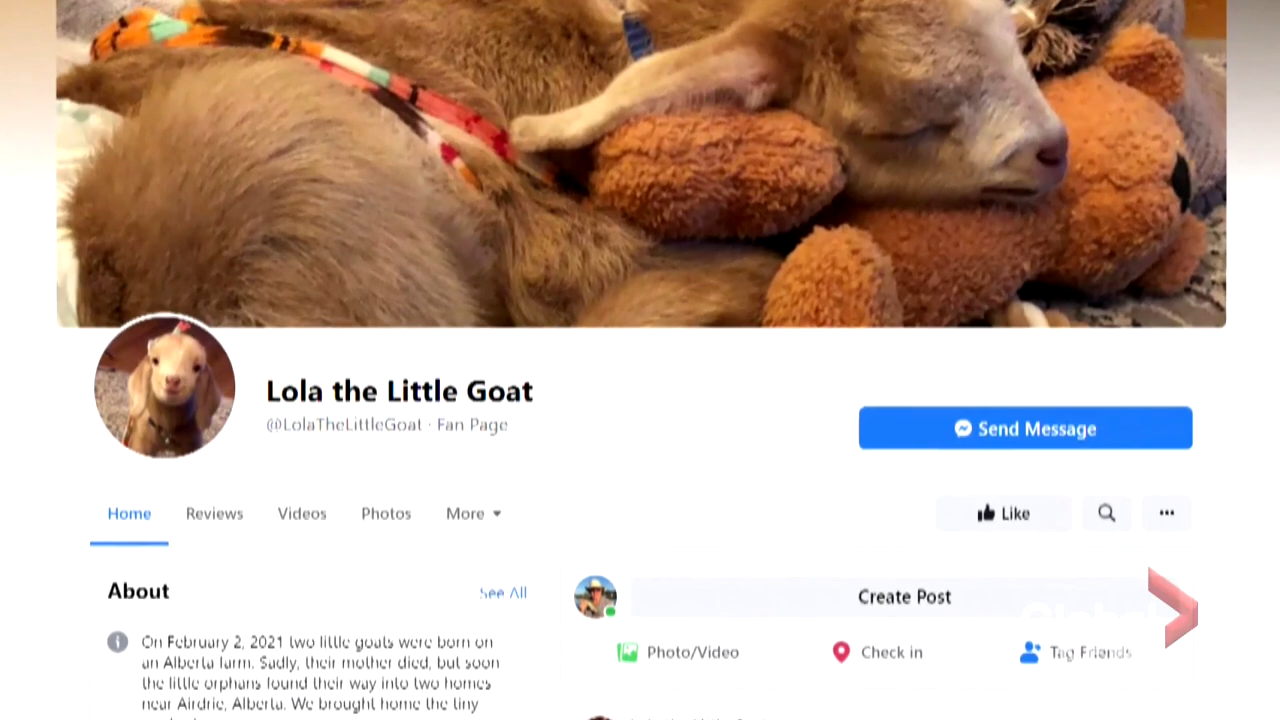 Lola the Little Goat
@LolaTheLittleGoat · Fan Page
Send Message
Home Reviews Videos Photos More
Like
About
See All
Create Post
Global
Photo/Video Check in Tag Friends
On February 2, 2021 two little goats were born on
an Alberta farm. Sadly, their mother died, but soon
the little orphans found their way into two homes
near Airdrie, Alberta. We brought home the tiny